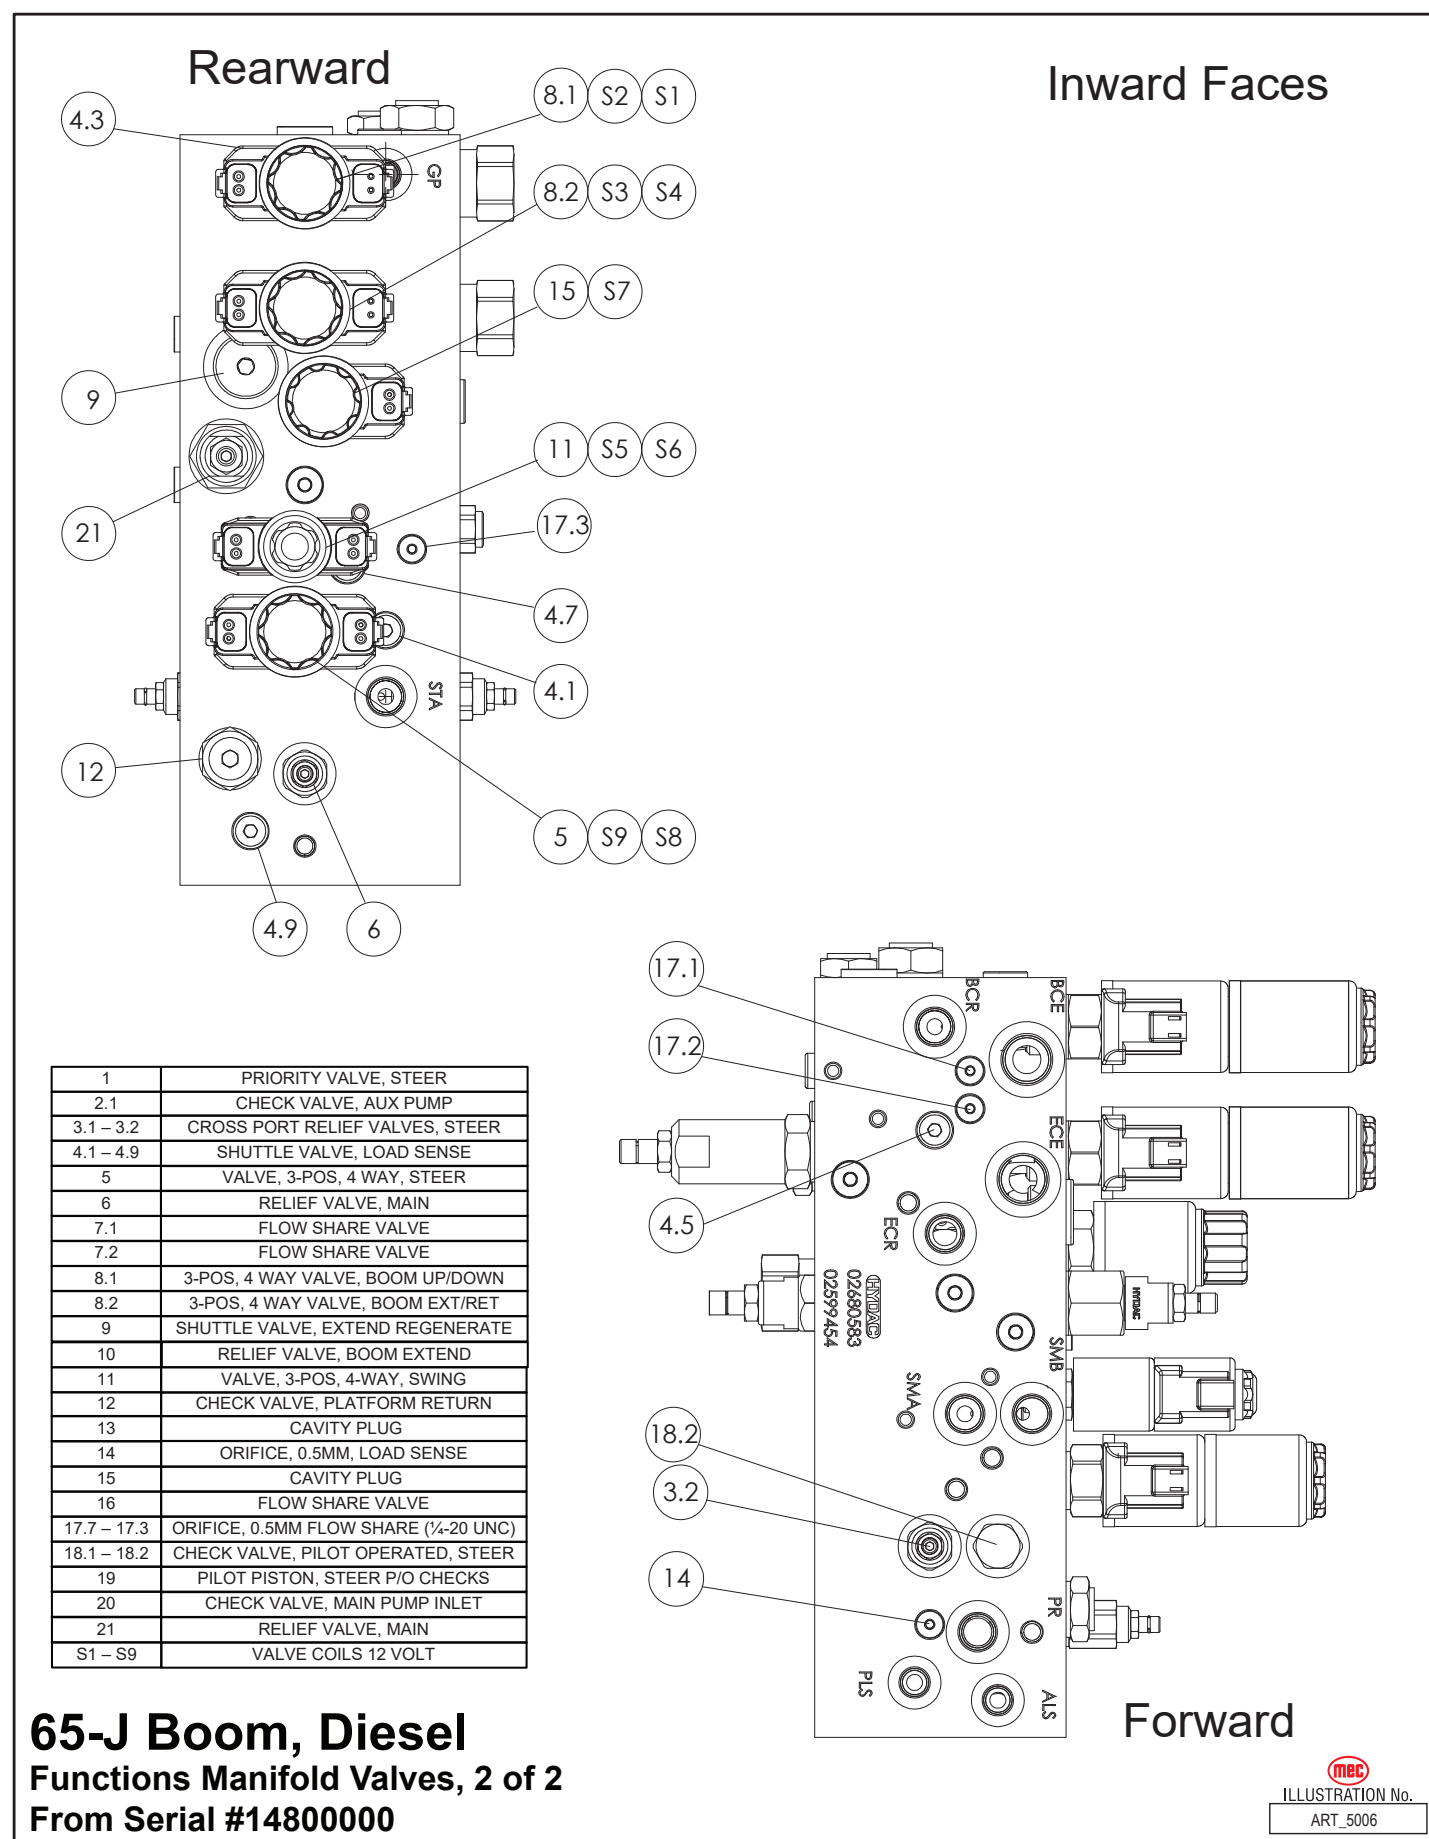 Rearward
Inward Faces
4.3
8.1 S2 S1
GP
8.2 S3 S4
15 S7
9
11 S5 S6
21
17.3
4.7
4.1
STA
12
5 S9 S8
4.9
6
17.1
BCR
BCE
17.2
ECE
4.5
ECR
HYDAC
02680583
02599454
HYDAC
SMB
SMA
18.2
3.2
14
PR
PLS
ALS
1 PRIORITY VALVE, STEER
2.1 CHECK VALVE, AUX PUMP
3.1 – 3.2 CROSS PORT RELIEF VALVES, STEER
4.1 – 4.9 SHUTTLE VALVE, LOAD SENSE
5 VALVE, 3-POS, 4 WAY, STEER
6 RELIEF VALVE, MAIN
7.1 FLOW SHARE VALVE
7.2 FLOW SHARE VALVE
8.1 3-POS, 4 WAY VALVE, BOOM UP/DOWN
8.2 3-POS, 4 WAY VALVE, BOOM EXT/RET
9 SHUTTLE VALVE, EXTEND REGENERATE
10 RELIEF VALVE, BOOM EXTEND
11 VALVE, 3-POS, 4-WAY, SWING
12 CHECK VALVE, PLATFORM RETURN
13 CAVITY PLUG
14 ORIFICE, 0.5MM, LOAD SENSE
15 CAVITY PLUG
16 FLOW SHARE VALVE
17.7 – 17.3 ORIFICE, 0.5MM FLOW SHARE (¼-20 UNC)
18.1 – 18.2 CHECK VALVE, PILOT OPERATED, STEER
19 PILOT PISTON, STEER P/O CHECKS
20 CHECK VALVE, MAIN PUMP INLET
21 RELIEF VALVE, MAIN
S1 – S9 VALVE COILS 12 VOLT
Forward
65-J Boom, Diesel
Functions Manifold Valves, 2 of 2
From Serial #14800000
mec
ILLUSTRATION No.
ART_5006